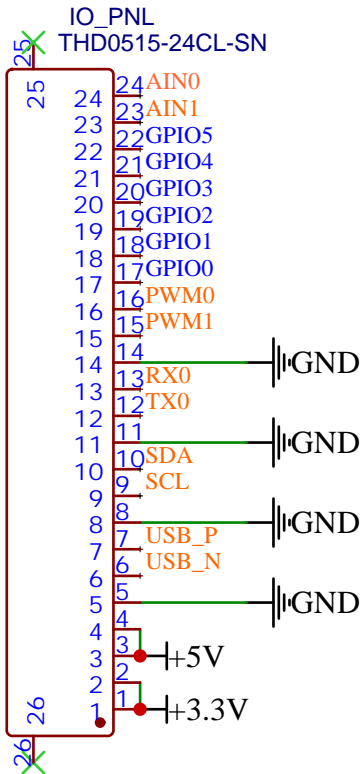 IO_PNL
THD0515-24CL-SN
25 25
24 24 AIN0
23 23 AIN1
22 22 GPIO5
21 21 GPIO4
20 20 GPIO3
19 19 GPIO2
18 18 GPIO1
17 17 GPIO0
16 16 PWM0
15 15 PWM1
14 14 GND
13 13 RX0
12 12 TX0
11 11 GND
10 10 SDA
9 9 SCL
8 8 GND
7 7 USB_P
6 6 USB_N
5 5 GND
4 4
3 3 +5V
2 2
1 1 +3.3V
26 26